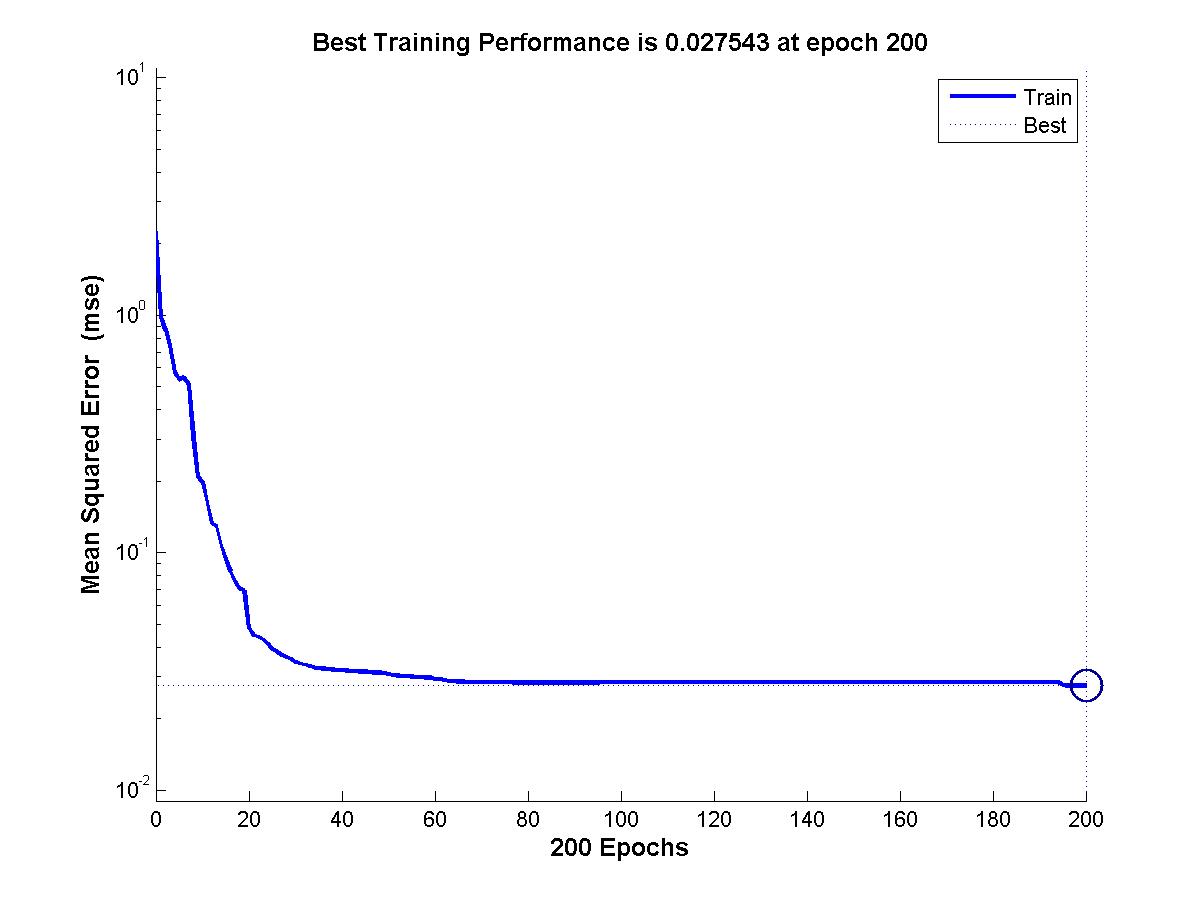 Best Training Performance is 0.027543 at epoch 200
10^1
10^0
10^-1
10^-2
Mean Squared Error (mse)
Train
Best
0 20 40 60 80 100 120 140 160 180 200
200 Epochs